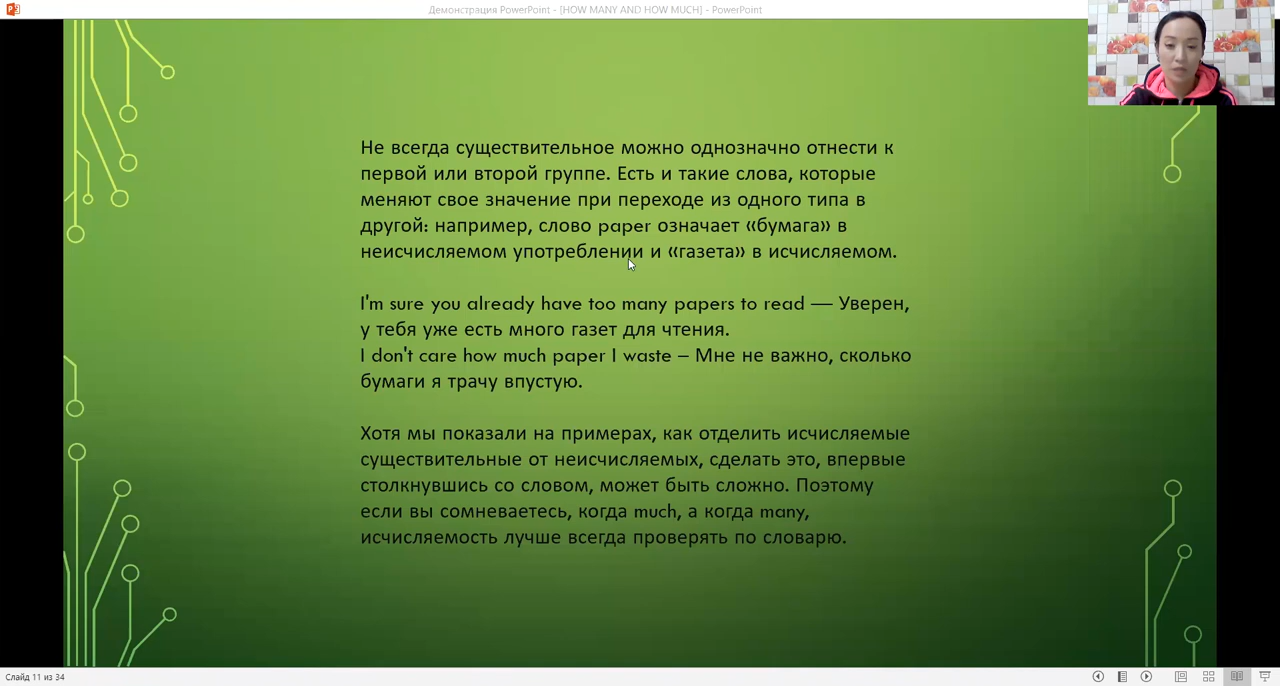 Демонстрация PowerPoint - [HOW MANY AND HOW MUCH] - PowerPoint
Не всегда существительное можно однозначно отнести к
первой или второй группе. Есть и такие слова, которые
меняют свое значение при переходе из одного типа в
другой: например, слово paper означает «бумага» в
неисчисляемом употреблении и «газета» в исчисляемом.
I'm sure you already have too many papers to read — Уверен,
у тебя уже есть много газет для чтения.
I don't care how much paper I waste – Мне не важно, сколько
бумаги я трачу впустую.
Хотя мы показали на примерах, как отделить исчисляемые
существительные от неисчисляемых, сделать это, впервые
столкнувшись со словом, может быть сложно. Поэтому
если вы сомневаетесь, когда much, а когда many,
исчисляемость лучше всегда проверять по словарю.
Слайд 11 из 34